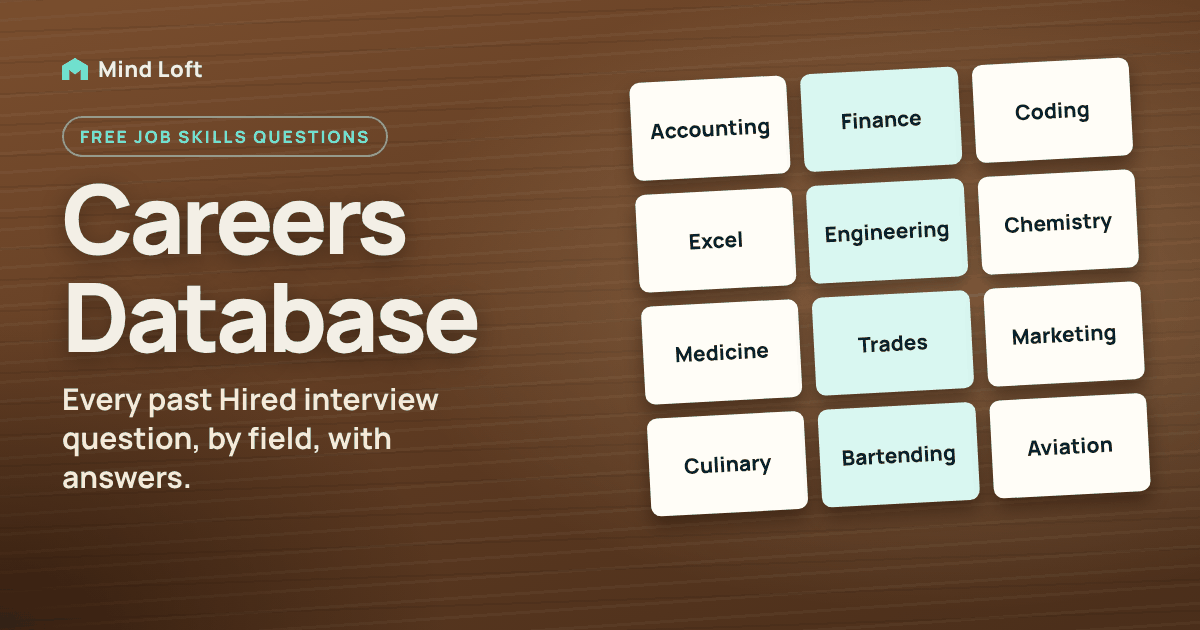 Mind Loft
FREE JOB SKILLS QUESTIONS
Careers
Database
Every past Hired interview
question, by field, with
answers.
Accounting
Finance
Coding
Excel
Engineering
Chemistry
Medicine
Trades
Marketing
Culinary
Bartending
Aviation